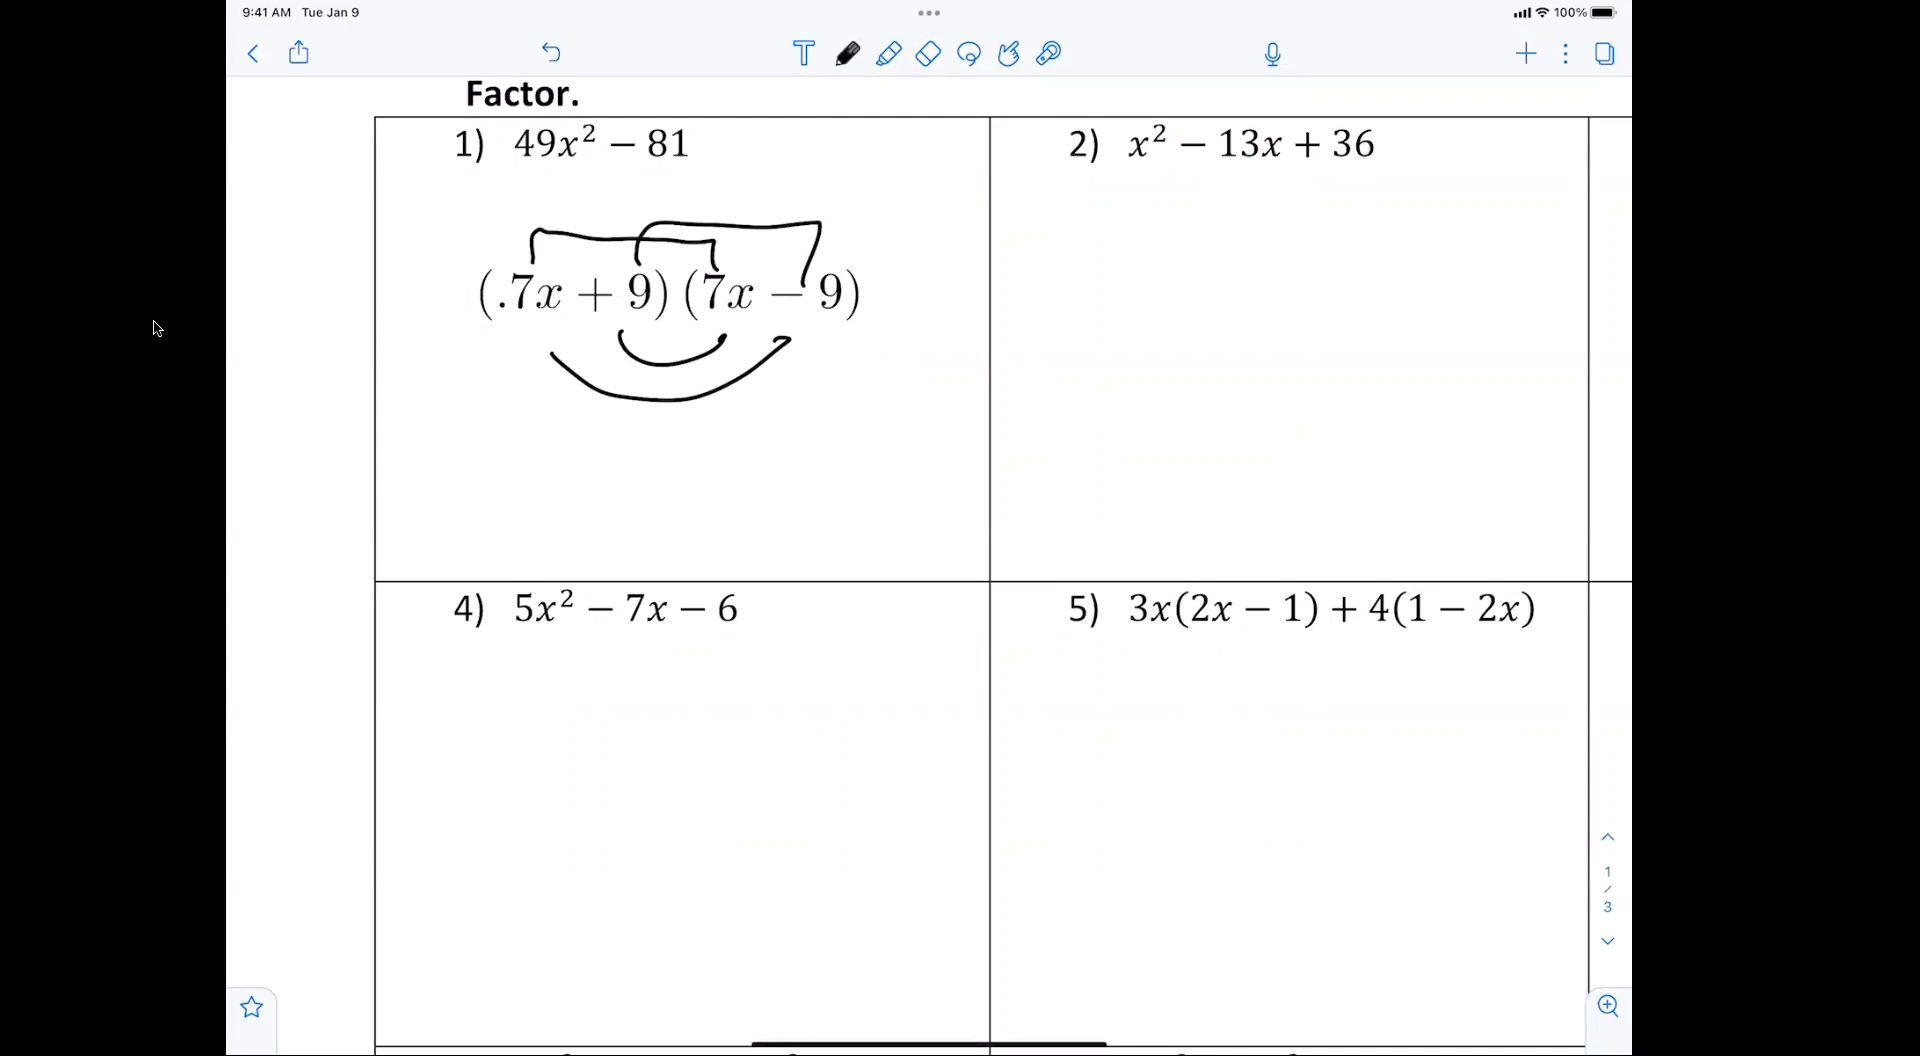 9:41 AM Tue Jan 9
100%
Factor.
1) 49x² − 81
2) x² − 13x + 36
(.7x + 9) (7x − 9)
4) 5x² − 7x − 6
5) 3x(2x − 1) + 4(1 − 2x)
1
/
3